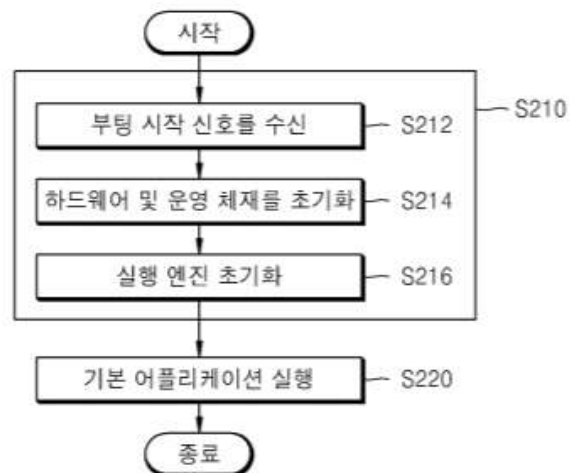 시작
S210
부팅 시작 신호를 수신 S212
하드웨어 및 운영 체재를 초기화 S214
실행 엔진 초기화 S216
기본 어플리케이션 실행 S220
종료